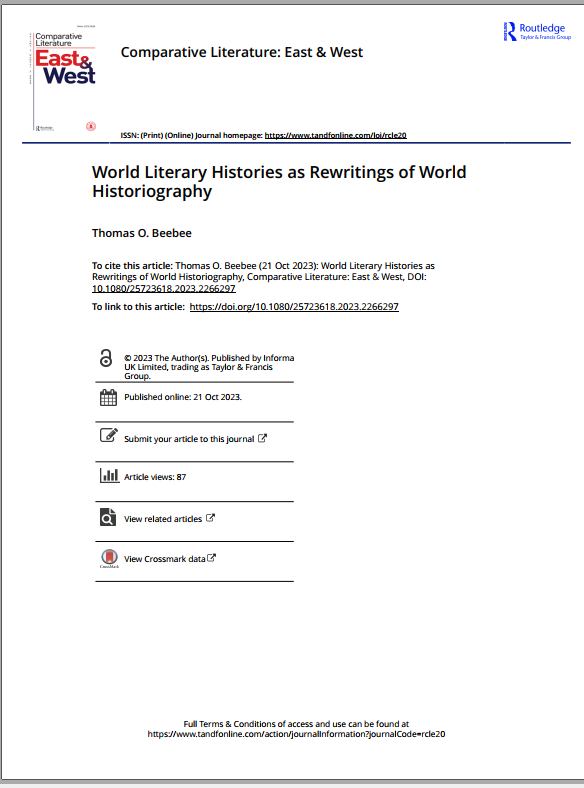 Comparative Literature: East & West
Comparative
Literature
East&
West
Routledge
Routledge
Taylor & Francis Group
ISSN: (Print) (Online) Journal homepage: https://www.tandfonline.com/loi/rcle20
World Literary Histories as Rewritings of World
Historiography
Thomas O. Beebee
To cite this article: Thomas O. Beebee (21 Oct 2023): World Literary Histories as
Rewritings of World Historiography, Comparative Literature: East & West, DOI:
10.1080/25723618.2023.2266297
To link to this article: https://doi.org/10.1080/25723618.2023.2266297
© 2023 The Author(s). Published by Informa
UK Limited, trading as Taylor & Francis
Group.
Published online: 21 Oct 2023.
Submit your article to this journal
Article views: 87
View related articles
View Crossmark data
CrossMark
Full Terms & Conditions of access and use can be found at
https://www.tandfonline.com/action/journalInformation?journalCode=rcle20